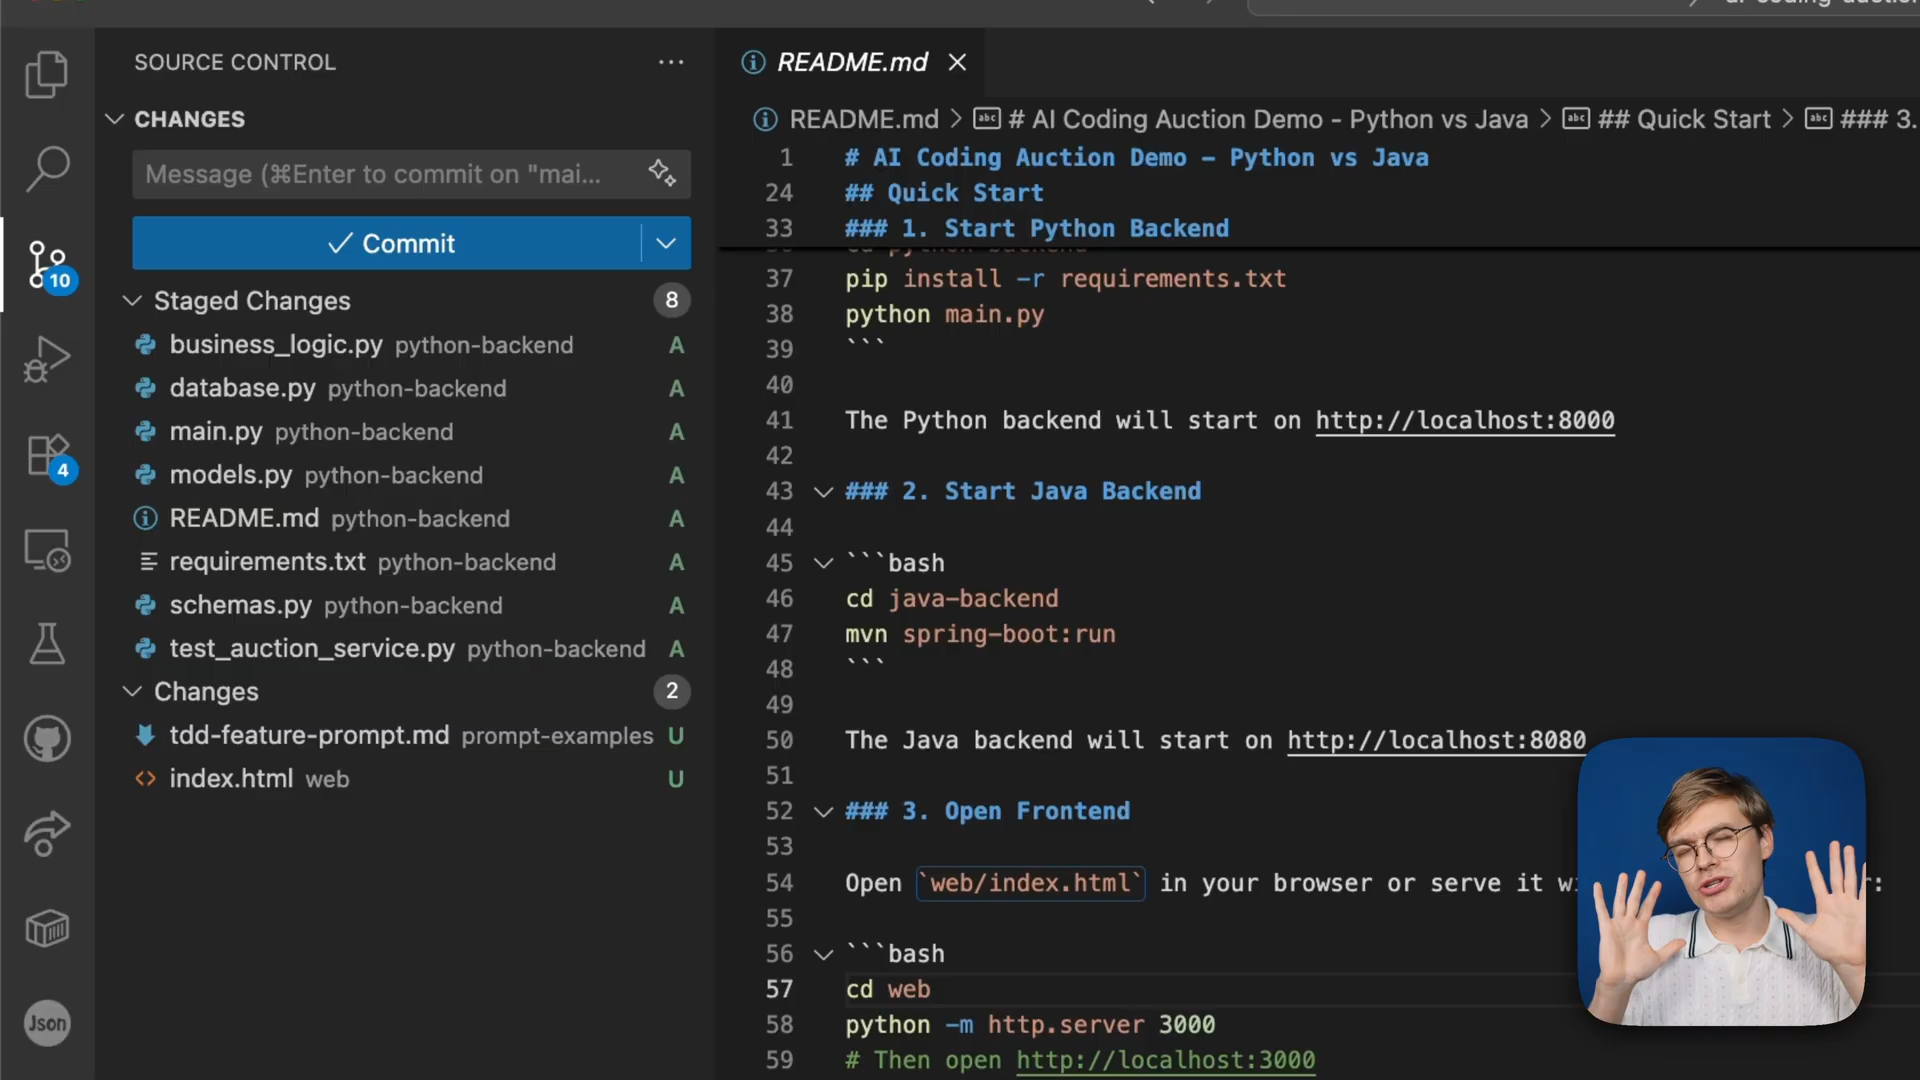 SOURCE CONTROL
CHANGES
Message (⌘Enter to commit on "mai...
Commit
10
Staged Changes 8
business_logic.py python-backend A
database.py python-backend A
main.py python-backend A
models.py python-backend A
README.md python-backend A
requirements.txt python-backend A
schemas.py python-backend A
test_auction_service.py python-backend A
Changes 2
tdd-feature-prompt.md prompt-examples U
index.html web U
4
Json
README.md
README.md > # AI Coding Auction Demo - Python vs Java > ## Quick Start > ### 3.
1 # AI Coding Auction Demo - Python vs Java
24 ## Quick Start
33 ### 1. Start Python Backend
37 pip install -r requirements.txt
38 python main.py
39 ```
40
41 The Python backend will start on http://localhost:8000
42
43 ### 2. Start Java Backend
44
45 ```bash
46 cd java-backend
47 mvn spring-boot:run
48 ```
49
50 The Java backend will start on http://localhost:8080
51
52 ### 3. Open Frontend
53
54 Open `web/index.html` in your browser or serve it
55
56 ```bash
57 cd web
58 python -m http.server 3000
59 # Then open http://localhost:3000